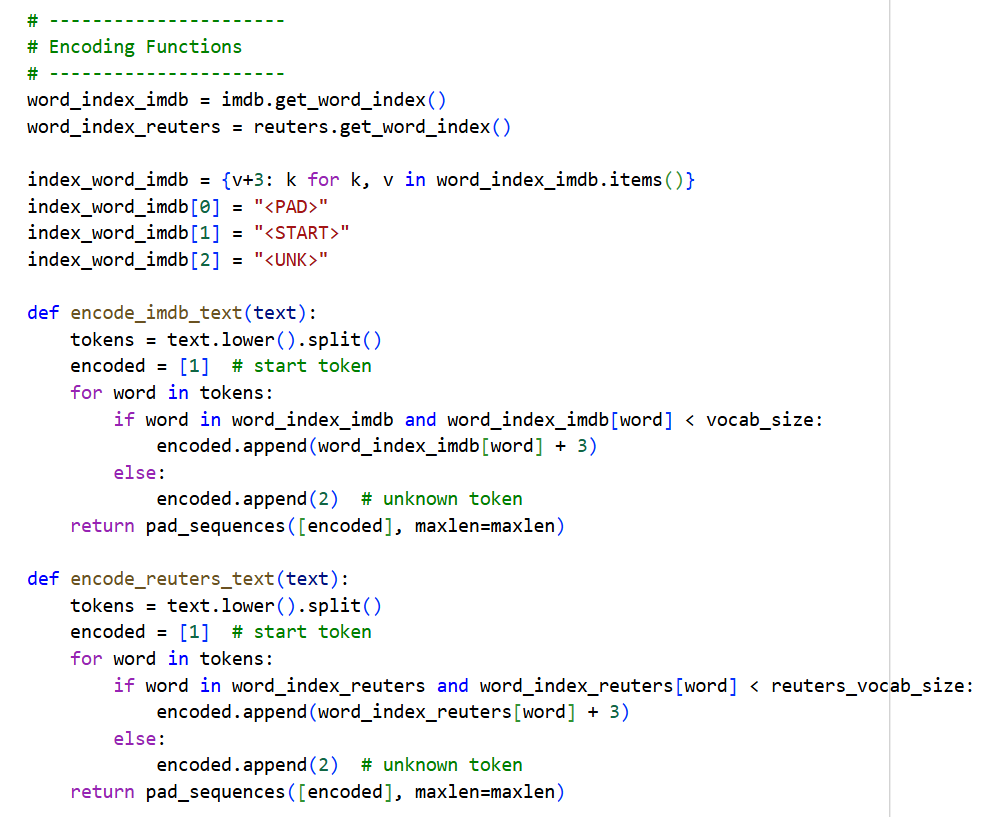 # ----------------------
# Encoding Functions
# ----------------------
word_index_imdb = imdb.get_word_index()
word_index_reuters = reuters.get_word_index()

index_word_imdb = {v+3: k for k, v in word_index_imdb.items()}
index_word_imdb[0] = "<PAD>"
index_word_imdb[1] = "<START>"
index_word_imdb[2] = "<UNK>"

def encode_imdb_text(text):
    tokens = text.lower().split()
    encoded = [1]  # start token
    for word in tokens:
        if word in word_index_imdb and word_index_imdb[word] < vocab_size:
            encoded.append(word_index_imdb[word] + 3)
        else:
            encoded.append(2)  # unknown token
    return pad_sequences([encoded], maxlen=maxlen)

def encode_reuters_text(text):
    tokens = text.lower().split()
    encoded = [1]  # start token
    for word in tokens:
        if word in word_index_reuters and word_index_reuters[word] < reuters_vocab_size:
            encoded.append(word_index_reuters[word] + 3)
        else:
            encoded.append(2)  # unknown token
    return pad_sequences([encoded], maxlen=maxlen)